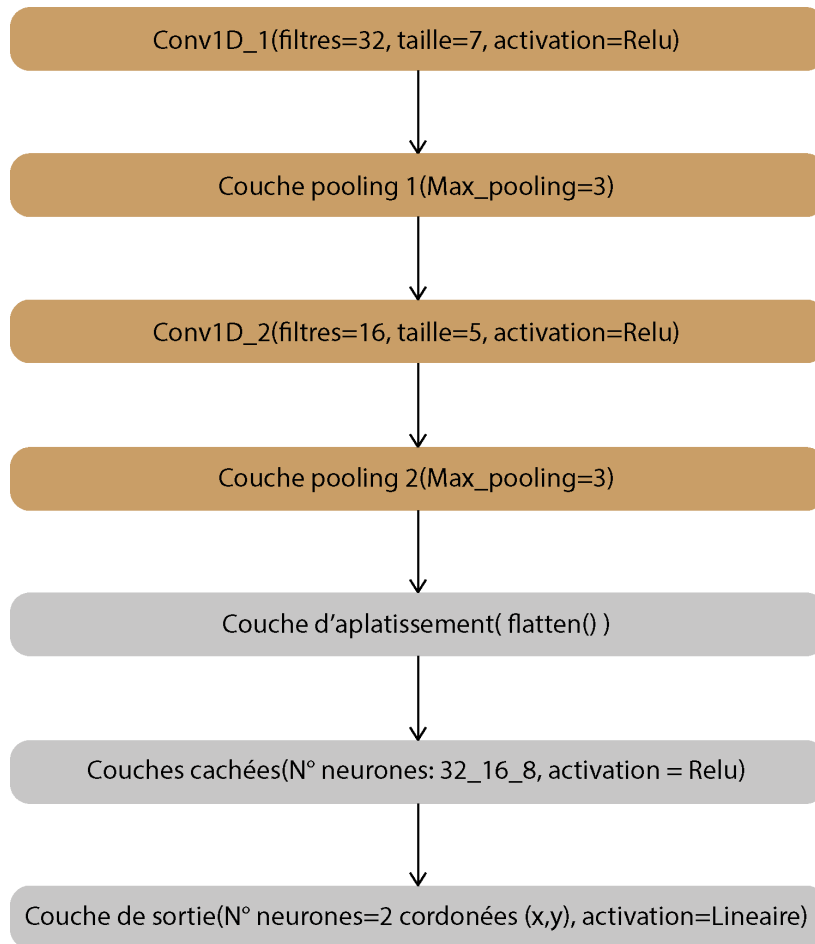 Conv1D_1(filtres=32, taille=7, activation=Relu)
Couche pooling 1(Max_pooling=3)
Conv1D_2(filtres=16, taille=5, activation=Relu)
Couche pooling 2(Max_pooling=3)
Couche d’aplatissement( flatten() )
Couches cachées(N° neurones: 32_16_8, activation = Relu)
Couche de sortie(N° neurones=2 cordonées (x,y), activation=Lineaire)